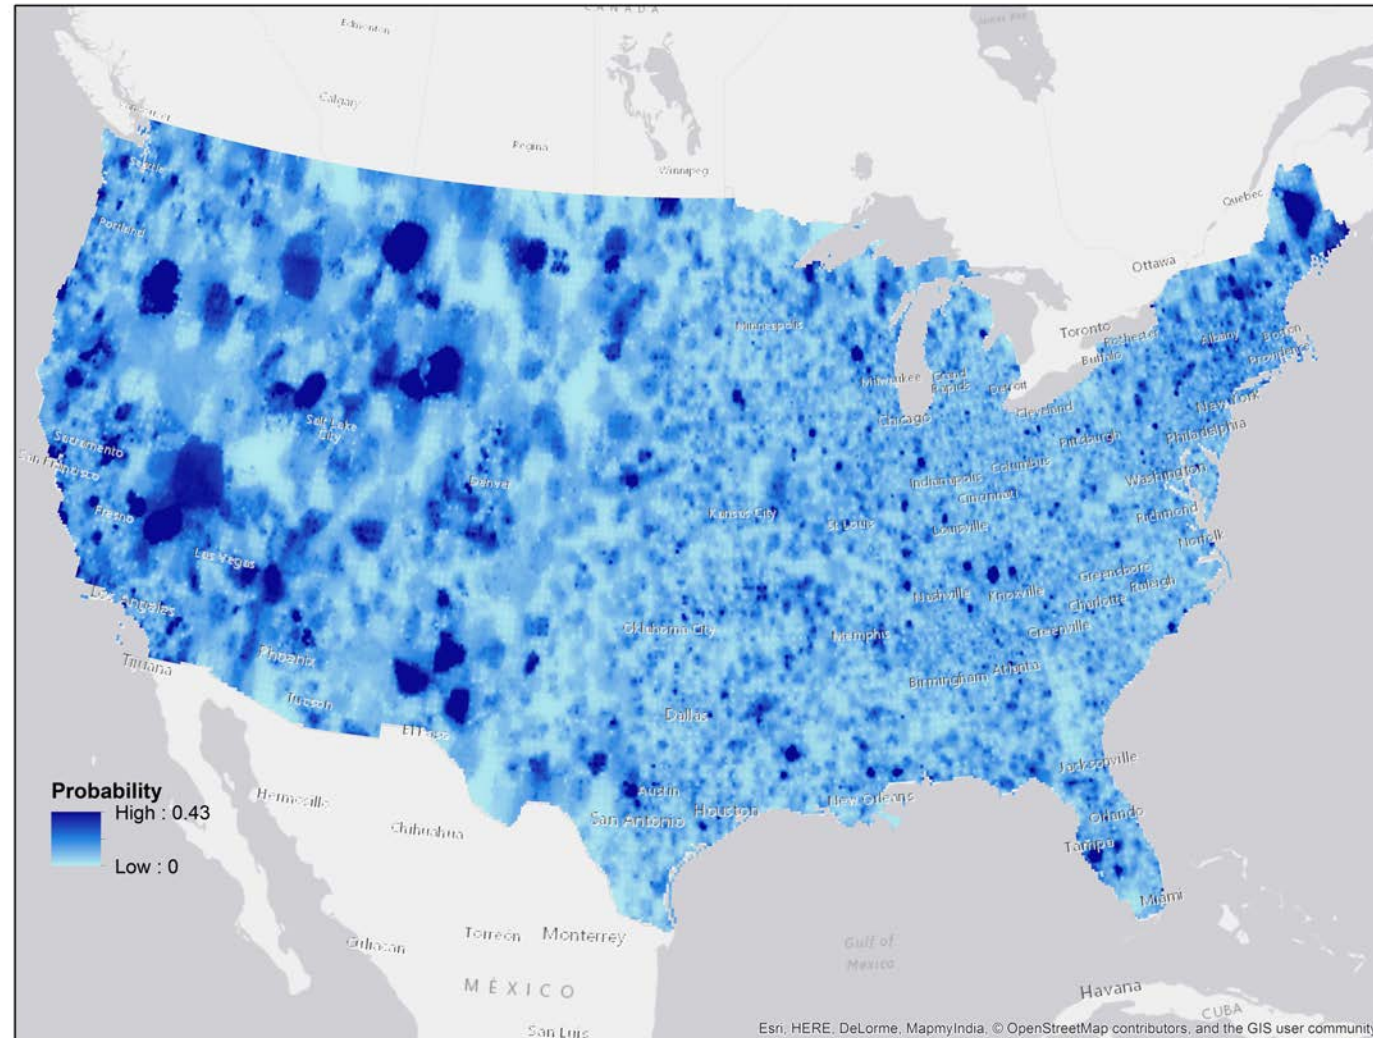 CANADA
Edmonton
Calgary
Vancouver
Regina
Winnipeg
Seattle
Portland
Quebec
Ottawa
Toronto
Rochester
Buffalo
Albany
Boston
Providence
Minneapolis
Milwaukee
Grand
Rapids
Detroit
Chicago
Cleveland
New York
Pittsburgh
Philadelphia
Salt Lake
City
Sacramento
San Francisco
Denver
Indianapolis
Columbus
Washington
Cincinnati
Fresno
Kansas City
St Louis
Louisville
Richmond
Norfolk
Las Vegas
Los Angeles
Nashville
Knoxville
Greensboro
Raleigh
Charlotte
Oklahoma City
Memphis
Greenville
Phoenix
Tijuana
Tucson
Birmingham
Atlanta
El Paso
Dallas
Jacksonville
Austin
San Antonio
Houston
New Orleans
Orlando
Tampa
Miami
Probability
High : 0.43
Low : 0
Hermosillo
Chihuahua
Culiacan
Torreón
Monterrey
Gulf of
Mexico
MÉXICO
Havana
CUBA
San Luis
Esri, HERE, DeLorme, MapmyIndia, © OpenStreetMap contributors, and the GIS user community